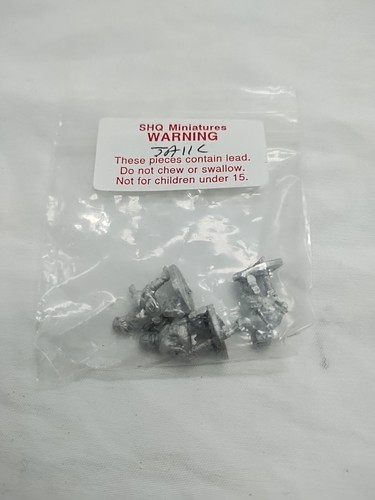 SHQ Miniatures
WARNING
JA11C
These pieces contain lead.
Do not chew or swallow.
Not for children under 15.